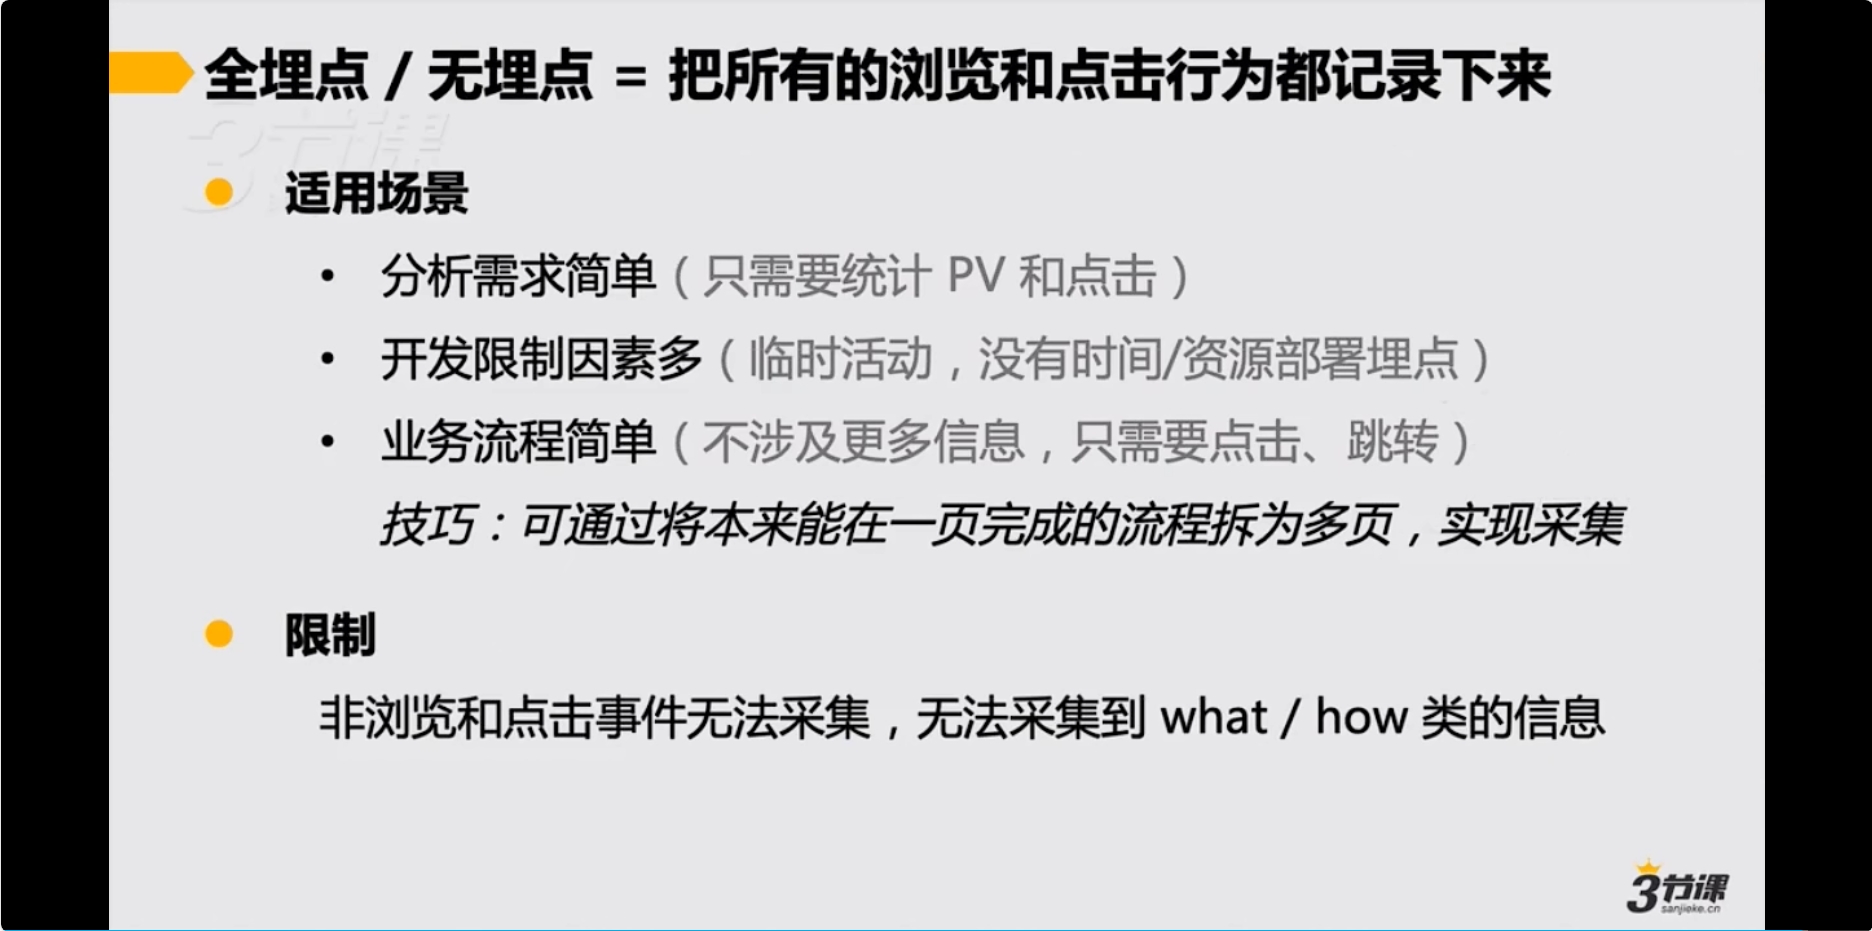 全埋点 / 无埋点 = 把所有的浏览和点击行为都记录下来
3节课
适用场景
• 分析需求简单（只需要统计 PV 和点击）
• 开发限制因素多（临时活动，没有时间/资源部署埋点）
• 业务流程简单（不涉及更多信息，只需要点击、跳转）
技巧：可通过将本来能在一页完成的流程拆为多页，实现采集
限制
非浏览和点击事件无法采集，无法采集到 what / how 类的信息
3节课
sanjieke.cn